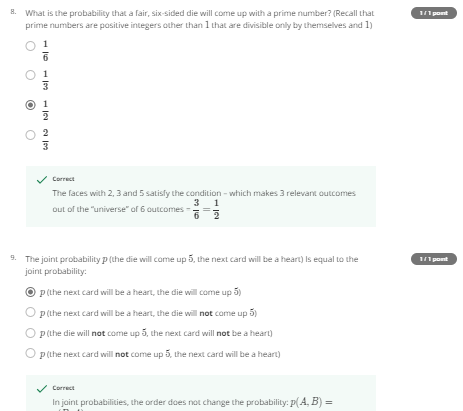 8. What is the probability that a fair, six-sided die will come up with a prime number? (Recall that
1 / 1 point
prime numbers are positive integers other than 1 that are divisible only by themselves and 1)
1/6
1/3
1/2
2/3
Correct
The faces with 2, 3 and 5 satisfy the condition – which makes 3 relevant outcomes
out of the "universe" of 6 outcomes – 3/6 = 1/2
9. The joint probability p (the die will come up 5, the next card will be a heart) is equal to the
1 / 1 point
joint probability:
p (the next card will be a heart, the die will come up 5)
p (the next card will be a heart, the die will not come up 5)
p (the die will not come up 5, the next card will not be a heart)
p (the next card will not come up 5, the next card will be a heart)
Correct
In joint probabilities, the order does not change the probability: p(A, B) =